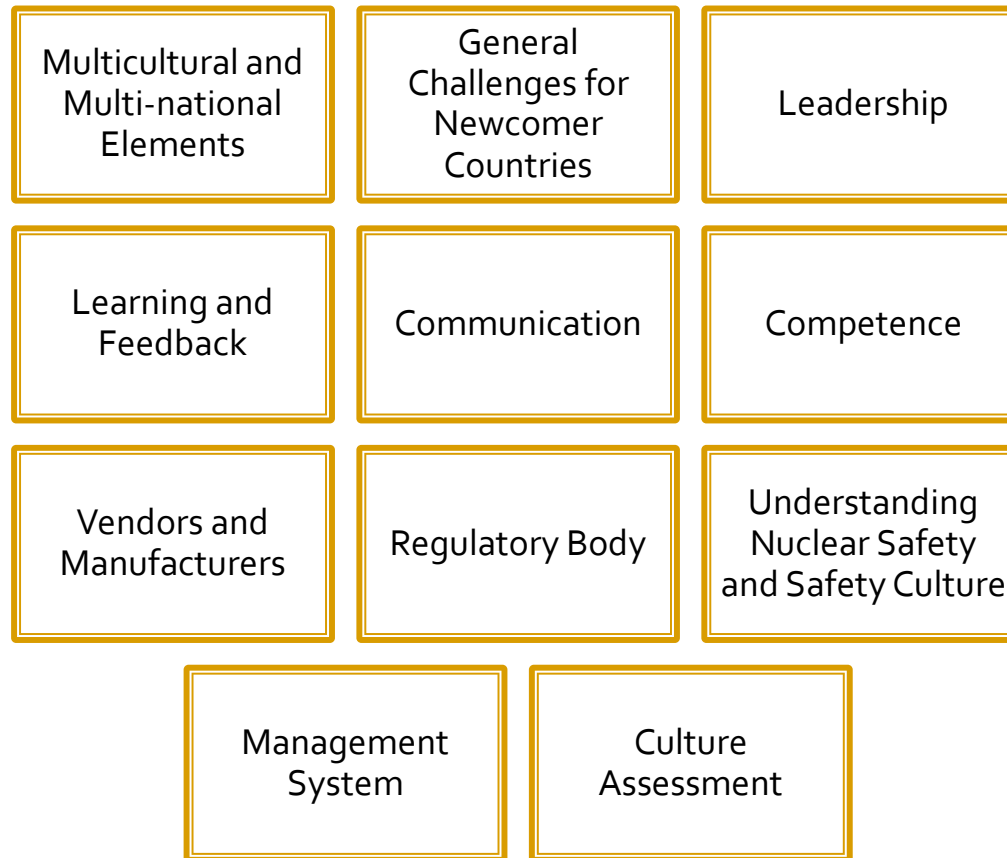 Multicultural and
Multi-national
Elements
General
Challenges for
Newcomer
Countries
Leadership
Learning and
Feedback
Communication
Competence
Vendors and
Manufacturers
Regulatory Body
Understanding
Nuclear Safety
and Safety Culture
Management
System
Culture
Assessment